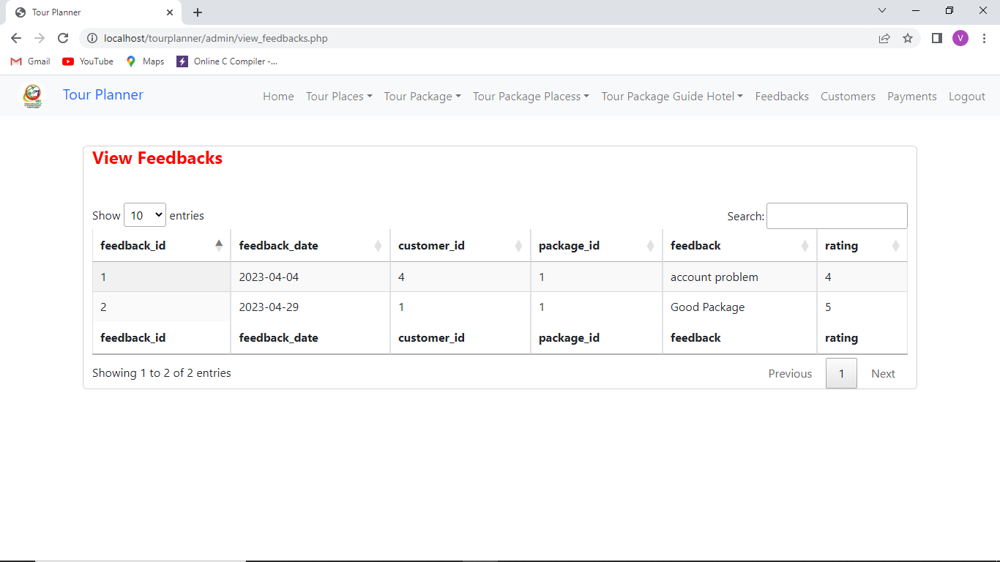 Tour Planner
localhost/tourplanner/admin/view_feedbacks.php
V
Gmail YouTube Maps Online C Compiler -...
Tour Planner Home Tour Places Tour Package Tour Package Placess Tour Package Guide Hotel Feedbacks Customers Payments Logout
View Feedbacks
Show 10 entries Search:
feedback_id feedback_date customer_id package_id feedback rating
1 2023-04-04 4 1 account problem 4
2 2023-04-29 1 1 Good Package 5
feedback_id feedback_date customer_id package_id feedback rating
Showing 1 to 2 of 2 entries Previous 1 Next